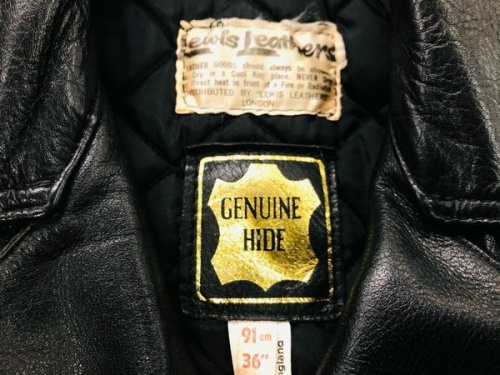 Lewis Leathers
LEATHER GOODS should always be
Dry in a Cool Airy place. NEVER
Direct heat in front of a Fire or Radiator
DISTRIBUTED BY LEWIS LEATHERS
LONDON
GENUINE
HIDE
91 cm
36"
England